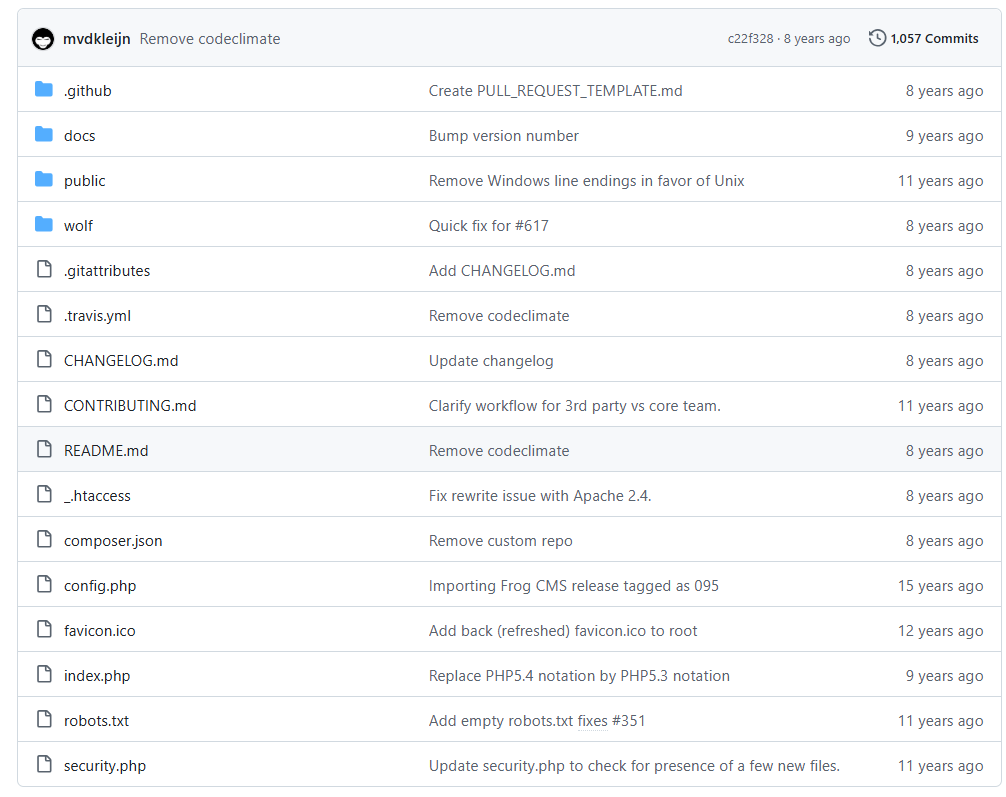 mvdkleijn Remove codeclimate c22f328 · 8 years ago 1,057 Commits
.github Create PULL_REQUEST_TEMPLATE.md 8 years ago
docs Bump version number 9 years ago
public Remove Windows line endings in favor of Unix 11 years ago
wolf Quick fix for #617 8 years ago
.gitattributes Add CHANGELOG.md 8 years ago
.travis.yml Remove codeclimate 8 years ago
CHANGELOG.md Update changelog 8 years ago
CONTRIBUTING.md Clarify workflow for 3rd party vs core team. 11 years ago
README.md Remove codeclimate 8 years ago
_.htaccess Fix rewrite issue with Apache 2.4. 8 years ago
composer.json Remove custom repo 8 years ago
config.php Importing Frog CMS release tagged as 095 15 years ago
favicon.ico Add back (refreshed) favicon.ico to root 12 years ago
index.php Replace PHP5.4 notation by PHP5.3 notation 9 years ago
robots.txt Add empty robots.txt fixes #351 11 years ago
security.php Update security.php to check for presence of a few new files. 11 years ago